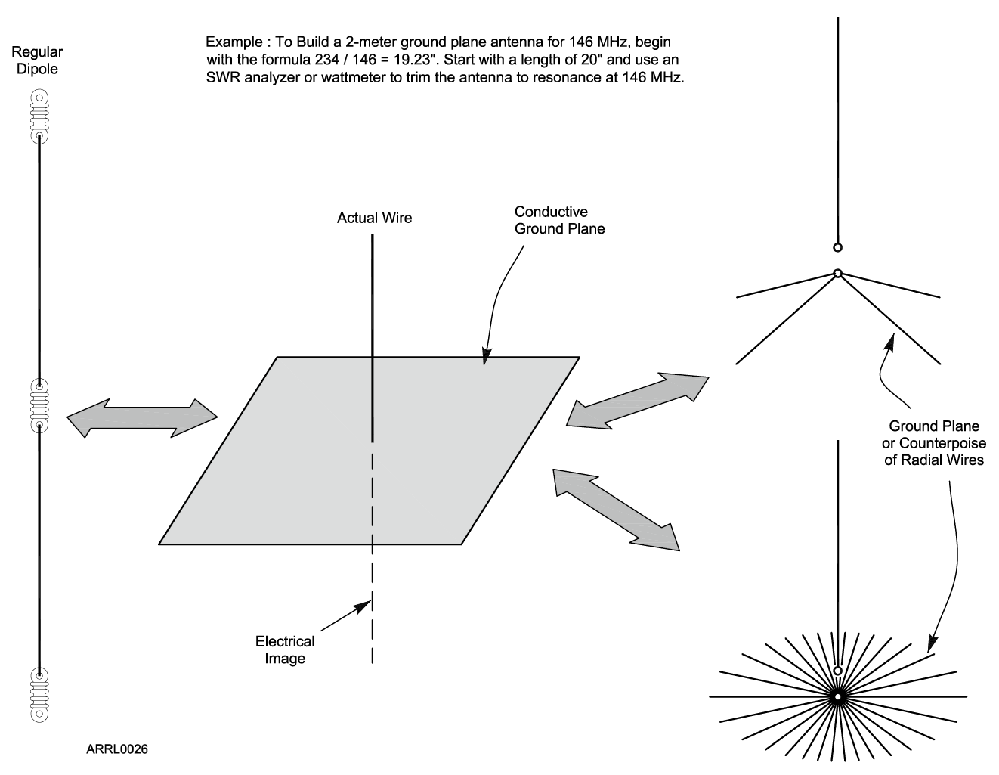 Example : To Build a 2-meter ground plane antenna for 146 MHz, begin
with the formula 234 / 146 = 19.23". Start with a length of 20" and use an
SWR analyzer or wattmeter to trim the antenna to resonance at 146 MHz.
Regular
Dipole
Actual Wire
Conductive
Ground Plane
Ground Plane
or Counterpoise
of Radial Wires
Electrical
Image
ARRL0026